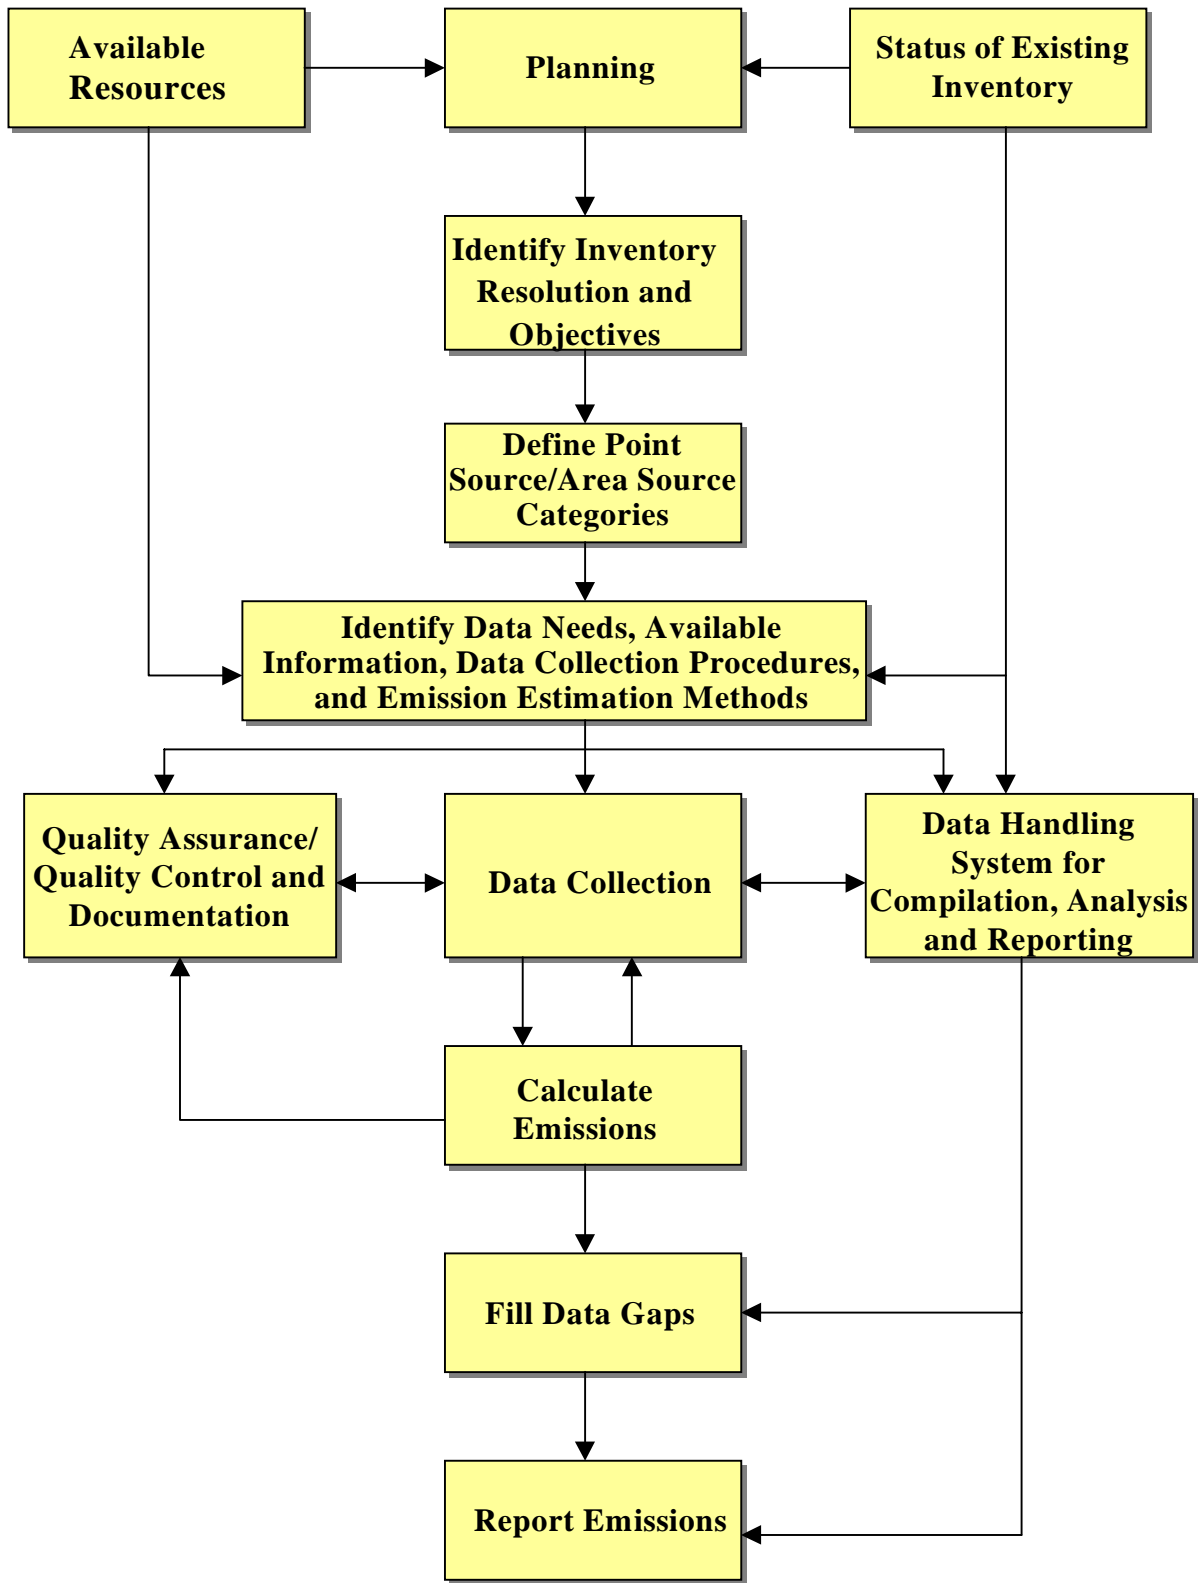 Available
Resources
Planning
Status of Existing
Inventory
Identify Inventory
Resolution and
Objectives
Define Point
Source/Area Source
Categories
Identify Data Needs, Available
Information, Data Collection Procedures,
and Emission Estimation Methods
Quality Assurance/
Quality Control and
Documentation
Data Collection
Data Handling
System for
Compilation, Analysis
and Reporting
Calculate
Emissions
Fill Data Gaps
Report Emissions